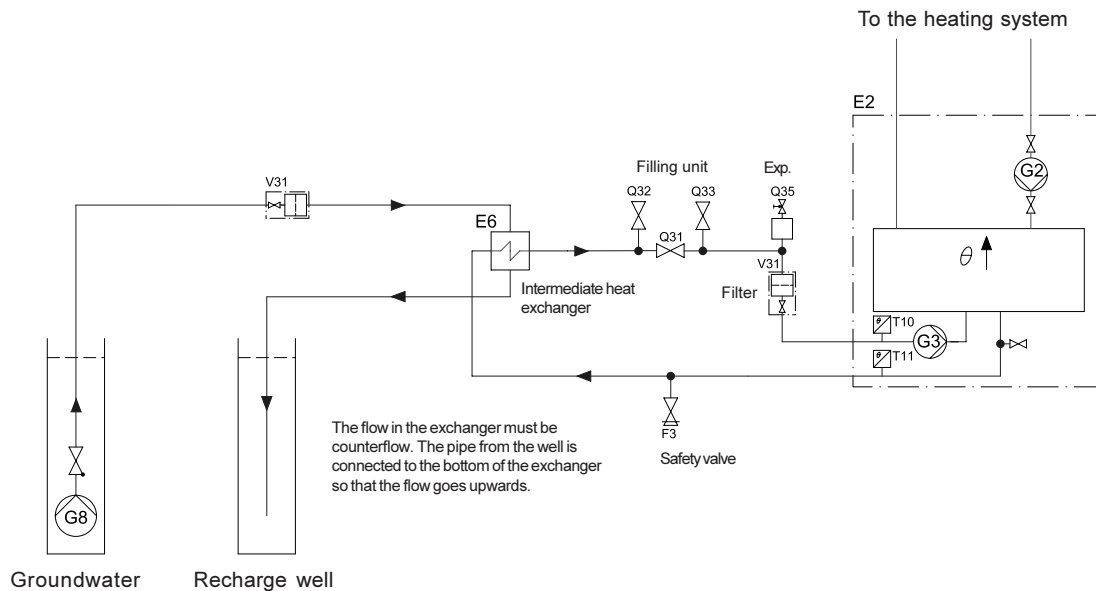 To the heating system
E2
G2
V31
Filling unit
Exp.
Q32
Q33
Q35
E6
Q31
θ
V31
Intermediate heat
exchanger
Filter
θ
T10
G3
θ
T11
The flow in the exchanger must be
counterflow. The pipe from the well is
connected to the bottom of the exchanger
so that the flow goes upwards.
F3
Safety valve
G8
Groundwater
Recharge well